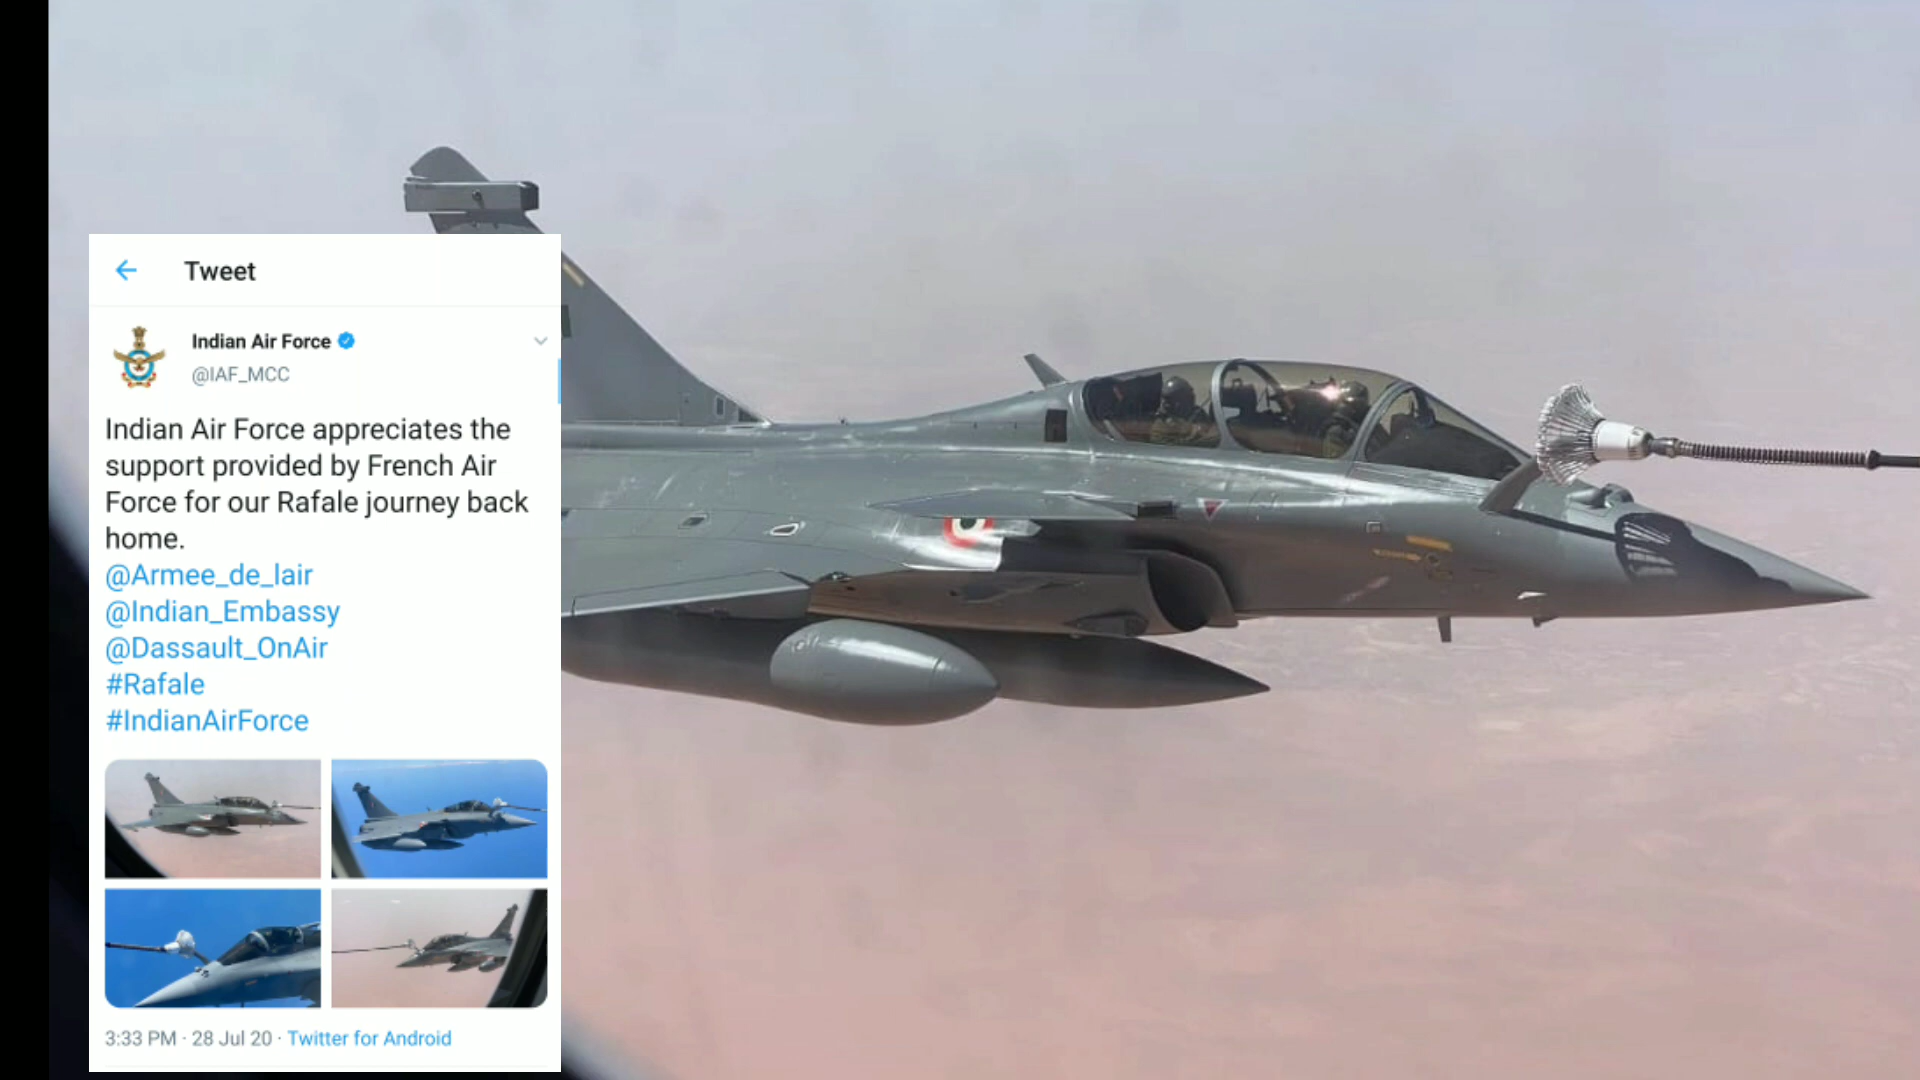 Tweet
Indian Air Force
@IAF_MCC
Indian Air Force appreciates the
support provided by French Air
Force for our Rafale journey back
home.
@Armee_de_lair
@Indian_Embassy
@Dassault_OnAir
#Rafale
#IndianAirForce
3:33 PM · 28 Jul 20 · Twitter for Android